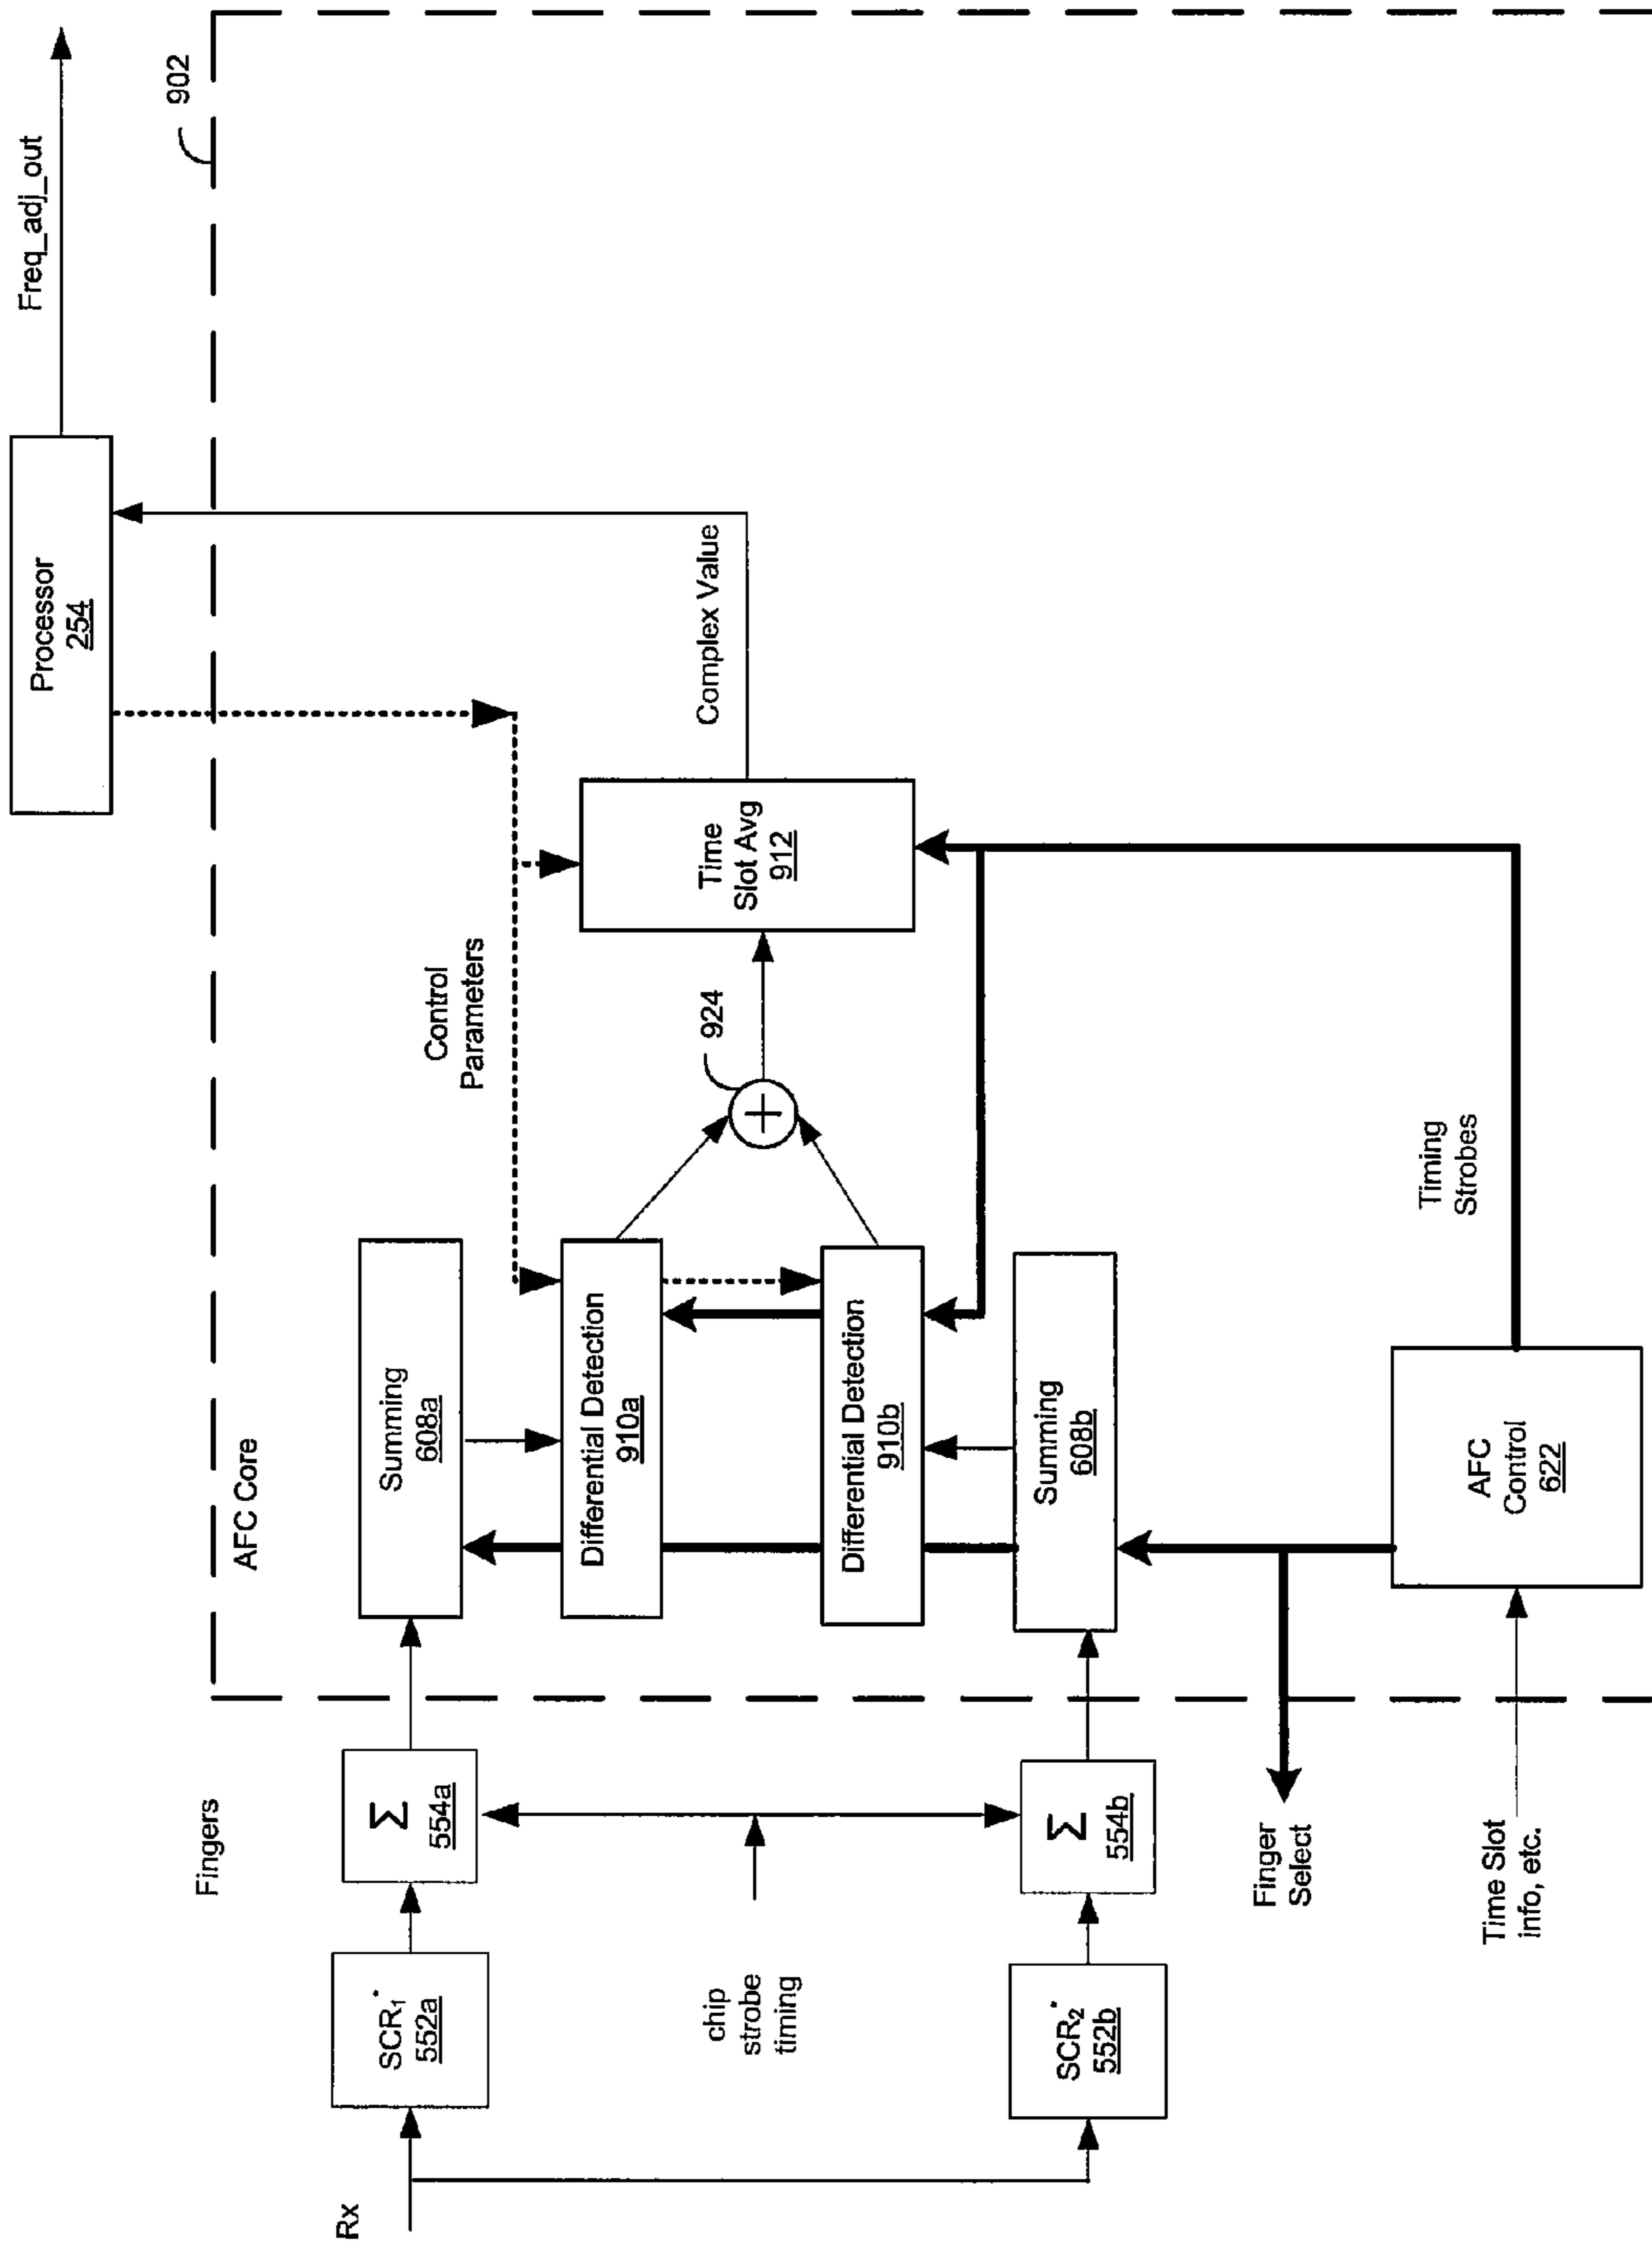 Rx
SCR1*
552a
SCR2*
552b
chip
strobe
timing
Fingers
Σ
554a
Σ
554b
Finger
Select
Time Slot
info, etc.
AFC Core
Summing
608a
Differential Detection
910a
Differential Detection
910b
Summing
608b
AFC
Control
622
Timing
Strobes
Control
Parameters
924
+
Time
Slot Avg
912
Complex Value
Processor
254
Freq_adj_out
902